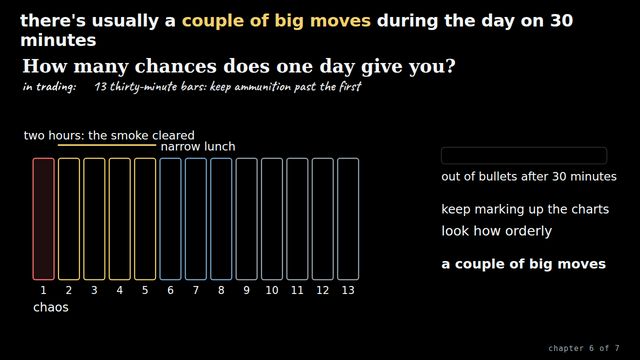 there's usually a couple of big moves during the day on 30
minutes
How many chances does one day give you?
in trading: 13 thirty-minute bars: keep ammunition past the first
two hours: the smoke cleared
narrow lunch
out of bullets after 30 minutes
keep marking up the charts
look how orderly
a couple of big moves
1 2 3 4 5 6 7 8 9 10 11 12 13
chaos
chapter 6 of 7